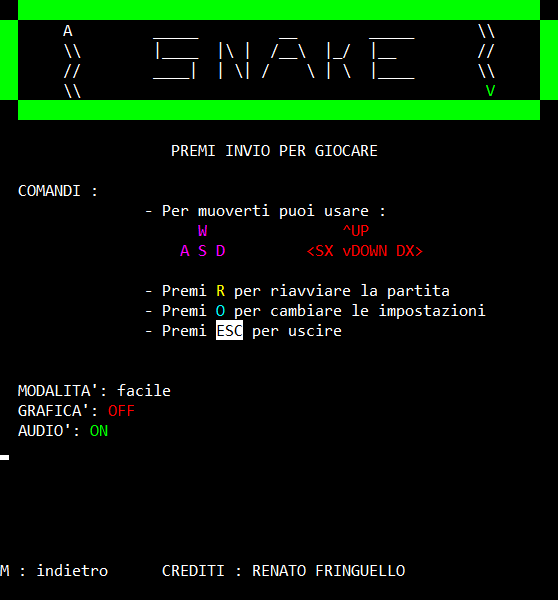 SNAKE
PREMI INVIO PER GIOCARE
COMANDI :
- Per muoverti puoi usare :
W ^UP
A S D <SX vDOWN DX>
- Premi R per riavviare la partita
- Premi O per cambiare le impostazioni
- Premi ESC per uscire
MODALITA': facile
GRAFICA': OFF
AUDIO': ON
M : indietro CREDITI : RENATO FRINGUELLO